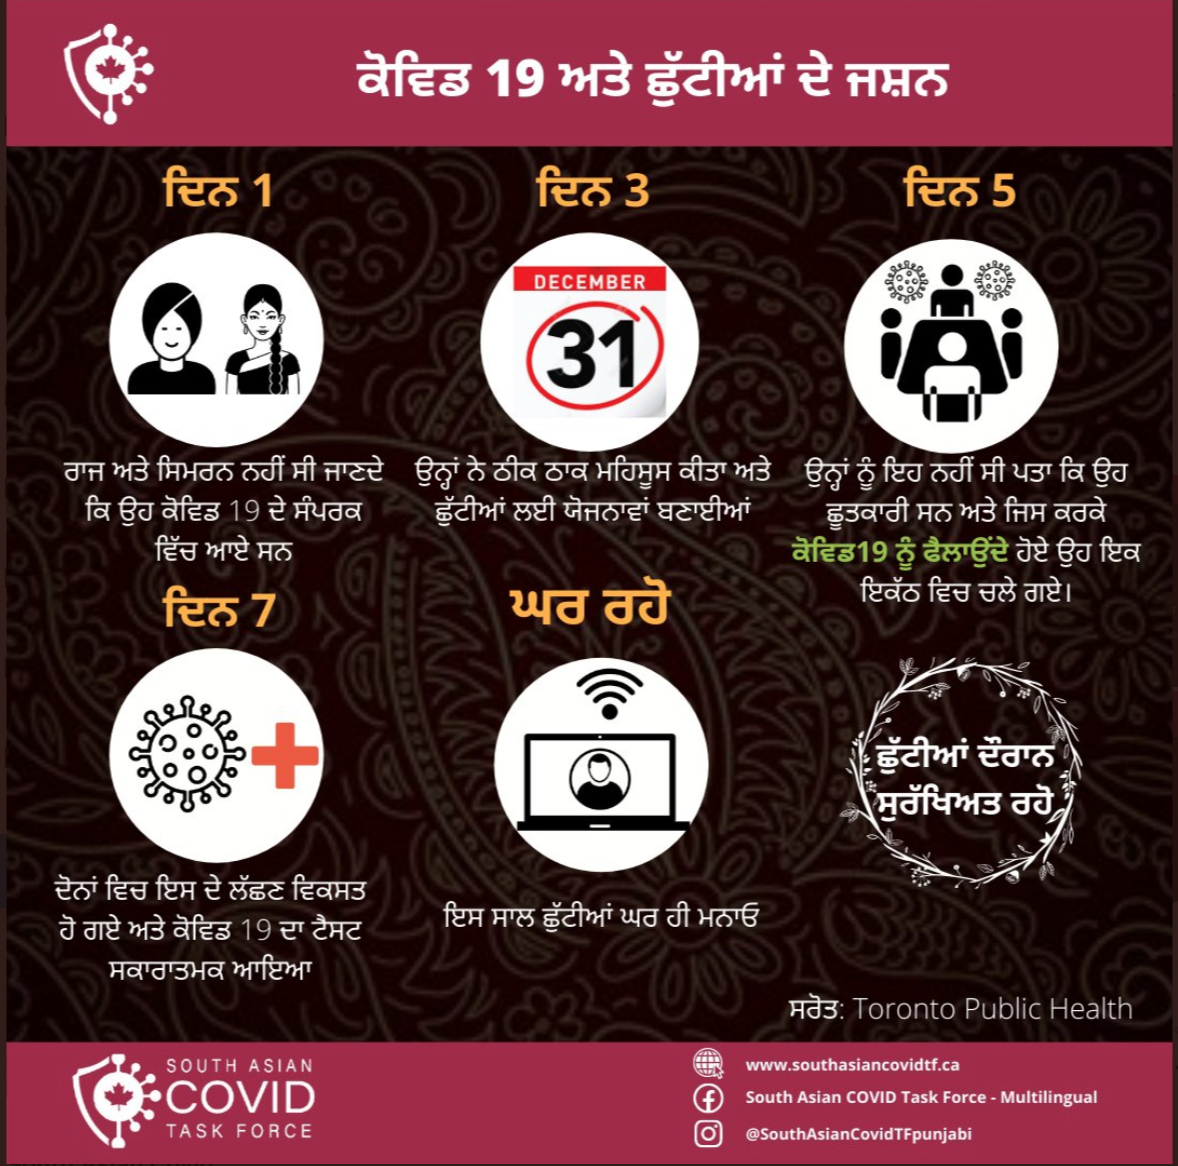 ਕੋਵਿਡ 19 ਅਤੇ ਛੁੱਟੀਆਂ ਦੇ ਜਸ਼ਨ
ਦਿਨ 1
ਰਾਜ ਅਤੇ ਸਿਮਰਨ ਨਹੀਂ ਸੀ ਜਾਣਦੇ
ਕਿ ਉਹ ਕੋਵਿਡ 19 ਦੇ ਸੰਪਰਕ
ਵਿੱਚ ਆਏ ਸਨ
ਦਿਨ 3
DECEMBER
31
ਉਨ੍ਹਾਂ ਨੇ ਠੀਕ ਠਾਕ ਮਹਿਸੂਸ ਕੀਤਾ ਅਤੇ
ਛੁੱਟੀਆਂ ਲਈ ਯੋਜਨਾਵਾਂ ਬਣਾਈਆਂ
ਦਿਨ 5
ਉਨ੍ਹਾਂ ਨੂੰ ਇਹ ਨਹੀਂ ਸੀ ਪਤਾ ਕਿ ਉਹ
ਛੂਤਕਾਰੀ ਸਨ ਅਤੇ ਜਿਸ ਕਰਕੇ
ਕੋਵਿਡ19 ਨੂੰ ਫੈਲਾਉਂਦੇ ਹੋਏ ਉਹ ਇਕ
ਇਕੱਠ ਵਿਚ ਚਲੇ ਗਏ।
ਦਿਨ 7
ਦੋਨਾਂ ਵਿਚ ਇਸ ਦੇ ਲੱਛਣ ਵਿਕਸਤ
ਹੋ ਗਏ ਅਤੇ ਕੋਵਿਡ 19 ਦਾ ਟੈਸਟ
ਸਕਾਰਾਤਮਕ ਆਇਆ
ਘਰ ਰਹੋ
ਇਸ ਸਾਲ ਛੁੱਟੀਆਂ ਘਰ ਹੀ ਮਨਾਓ
ਛੁੱਟੀਆਂ ਦੌਰਾਨ
ਸੁਰੱਖਿਅਤ ਰਹੋ
ਸਰੋਤ: Toronto Public Health
SOUTH ASIAN
COVID
TASK FORCE
www.southasiancovidtf.ca
South Asian COVID Task Force - Multilingual
@SouthAsianCovidTFpunjabi